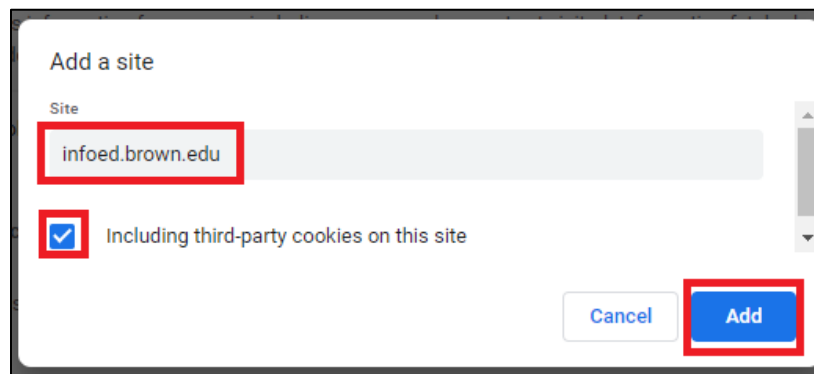 Add a site
Site
infoed.brown.edu
Including third-party cookies on this site
Cancel
Add